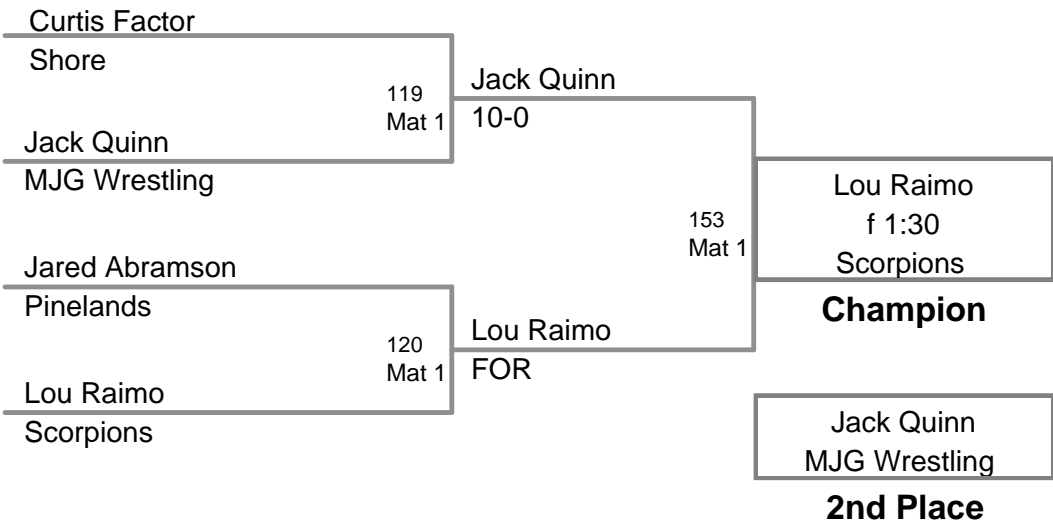 Curtis Factor
Shore
119
Mat 1
Jack Quinn
MJG Wrestling
Jack Quinn
10-0
Jared Abramson
Pinelands
120
Mat 1
Lou Raimo
Scorpions
Lou Raimo
FOR
153
Mat 1
Lou Raimo
f 1:30
Scorpions
Champion
Jack Quinn
MJG Wrestling
2nd Place